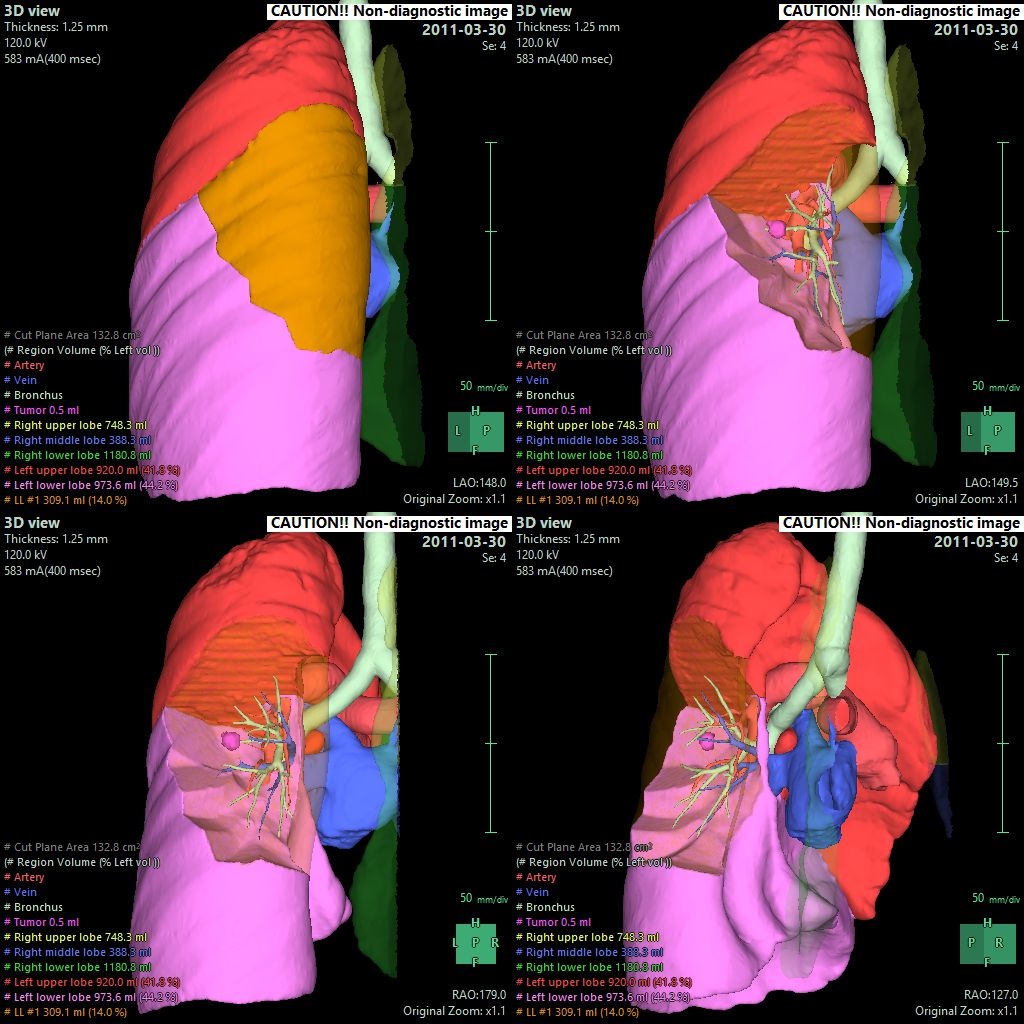 3D view
CAUTION!! Non-diagnostic image
Thickness: 1.25 mm
2011-03-30
120.0 kV
Se: 4
583 mA(400 msec)
# Cut Plane Area 132.8 cm²
(# Region Volume (% Left vol ))
# Artery
# Vein
50 mm/div
# Bronchus
# Tumor 0.5 ml
H
# Right upper lobe 748.3 ml
L P
# Right middle lobe 388.3 ml
F
# Right lower lobe 1180.8 ml
# Left upper lobe 920.0 ml (41.8 %)
# Left lower lobe 973.6 ml (44.2 %)
LAO:148.0
# LL #1 309.1 ml (14.0 %)
Original Zoom: x1.1
3D view
CAUTION!! Non-diagnostic image
Thickness: 1.25 mm
2011-03-30
120.0 kV
Se: 4
583 mA(400 msec)
# Cut Plane Area 132.8 cm²
(# Region Volume (% Left vol ))
# Artery
# Vein
50 mm/div
# Bronchus
# Tumor 0.5 ml
H
# Right upper lobe 748.3 ml
L P
# Right middle lobe 388.3 ml
F
# Right lower lobe 1180.8 ml
# Left upper lobe 920.0 ml (41.8 %)
# Left lower lobe 973.6 ml (44.2 %)
LAO:149.5
# LL #1 309.1 ml (14.0 %)
Original Zoom: x1.1
3D view
CAUTION!! Non-diagnostic image
Thickness: 1.25 mm
2011-03-30
120.0 kV
Se: 4
583 mA(400 msec)
# Cut Plane Area 132.8 cm²
(# Region Volume (% Left vol ))
# Artery
# Vein
50 mm/div
# Bronchus
# Tumor 0.5 ml
H
# Right upper lobe 748.3 ml
L P R
# Right middle lobe 388.3 ml
F
# Right lower lobe 1180.8 ml
# Left upper lobe 920.0 ml (41.8 %)
# Left lower lobe 973.6 ml (44.2 %)
RAO:179.0
# LL #1 309.1 ml (14.0 %)
Original Zoom: x1.1
3D view
CAUTION!! Non-diagnostic image
Thickness: 1.25 mm
2011-03-30
120.0 kV
Se: 4
583 mA(400 msec)
# Cut Plane Area 132.8 cm²
(# Region Volume (% Left vol ))
# Artery
# Vein
50 mm/div
# Bronchus
# Tumor 0.5 ml
H
# Right upper lobe 748.3 ml
P R
# Right middle lobe 388.3 ml
F
# Right lower lobe 1180.8 ml
# Left upper lobe 920.0 ml (41.8 %)
# Left lower lobe 973.6 ml (44.2 %)
RAO:127.0
# LL #1 309.1 ml (14.0 %)
Original Zoom: x1.1